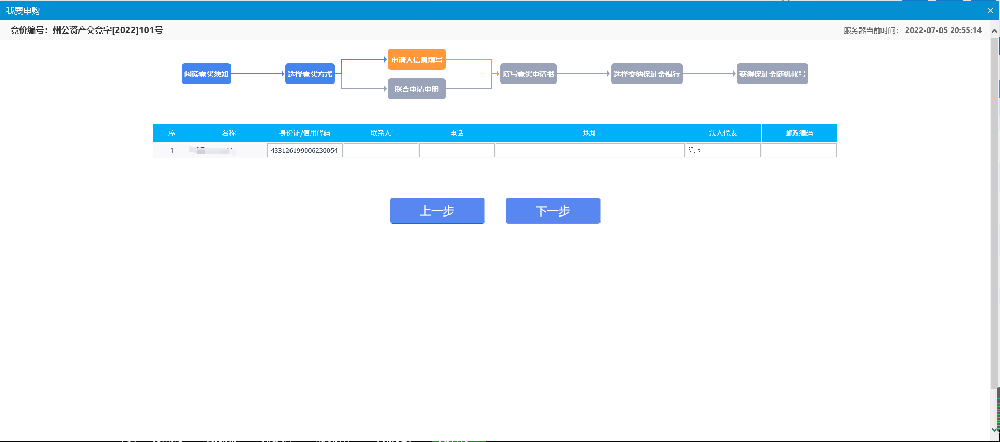 我要申购
竞价编号：州公资产交竞字[2022]101号
服务器当前时间： 2022-07-05 20:55:14
阅读竞买须知
选择竞买方式
申请人信息填写
联合申请申明
填写竞买申请书
选择交纳保证金银行
获得保证金随机帐号
序 名称 身份证/信用代码 联系人 电话 地址 法人代表 邮政编码
1 433126199006230054 测试
上一步 下一步